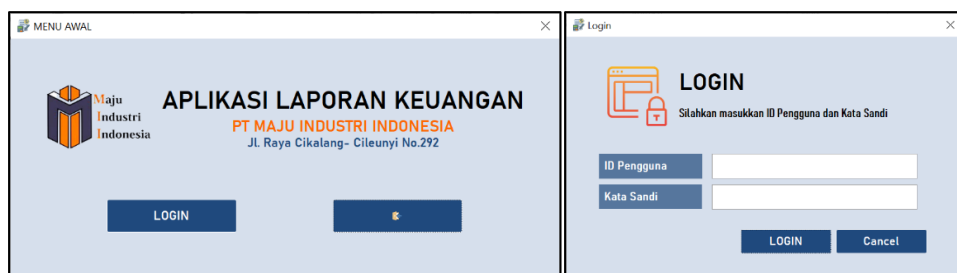 MENU AWAL
Maju
Industri
Indonesia
APLIKASI LAPORAN KEUANGAN
PT MAJU INDUSTRI INDONESIA
Jl. Raya Cikalang- Cileunyi No.292
LOGIN
Login
LOGIN
Silahkan masukkan ID Pengguna dan Kata Sandi
ID Pengguna
Kata Sandi
LOGIN
Cancel